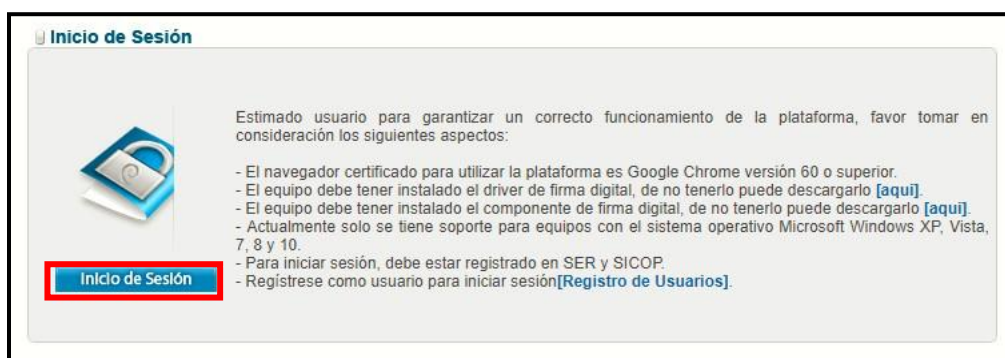 Inicio de Sesión
Estimado usuario para garantizar un correcto funcionamiento de la plataforma, favor tomar en
consideración los siguientes aspectos:
- El navegador certificado para utilizar la plataforma es Google Chrome versión 60 o superior.
- El equipo debe tener instalado el driver de firma digital, de no tenerlo puede descargarlo [aqui].
- El equipo debe tener instalado el componente de firma digital, de no tenerlo puede descargarlo [aqui].
- Actualmente solo se tiene soporte para equipos con el sistema operativo Microsoft Windows XP, Vista,
7, 8 y 10.
- Para iniciar sesión, debe estar registrado en SER y SICOP.
- Regístrese como usuario para iniciar sesión[Registro de Usuarios].
Inicio de Sesión